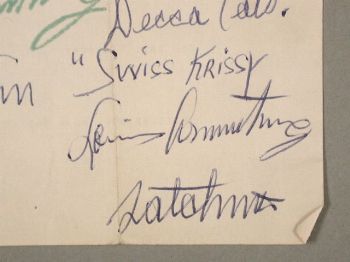 Decca
"Swiss Krissy
Louis Armstrong
Satchmo